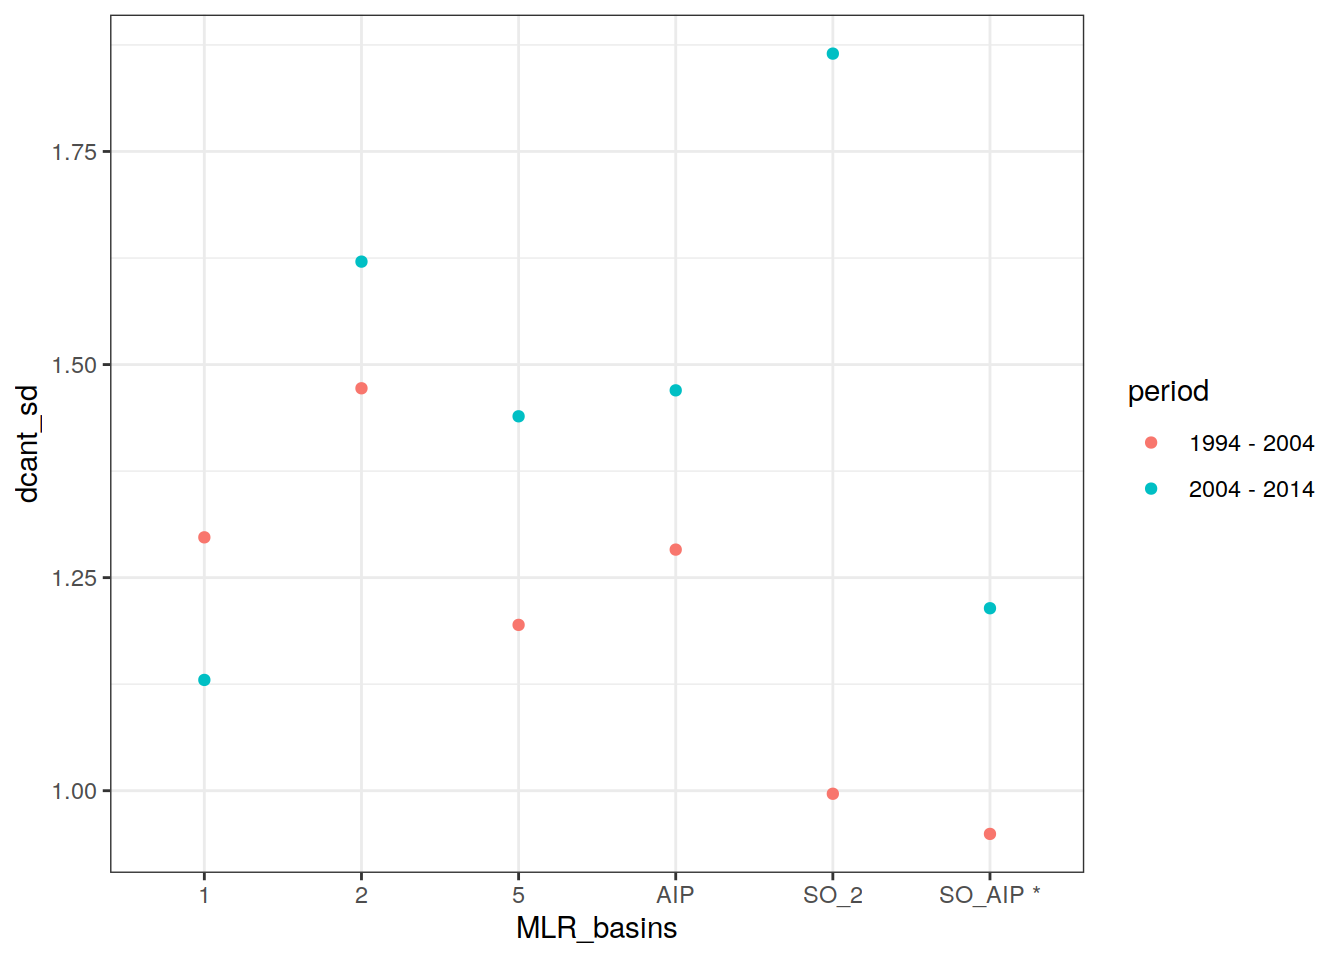 dcant_sd
1.75
1.50
1.25
1.00
1 2 5 AIP SO_2 SO_AIP *
MLR_basins
period
1994 - 2004
2004 - 2014